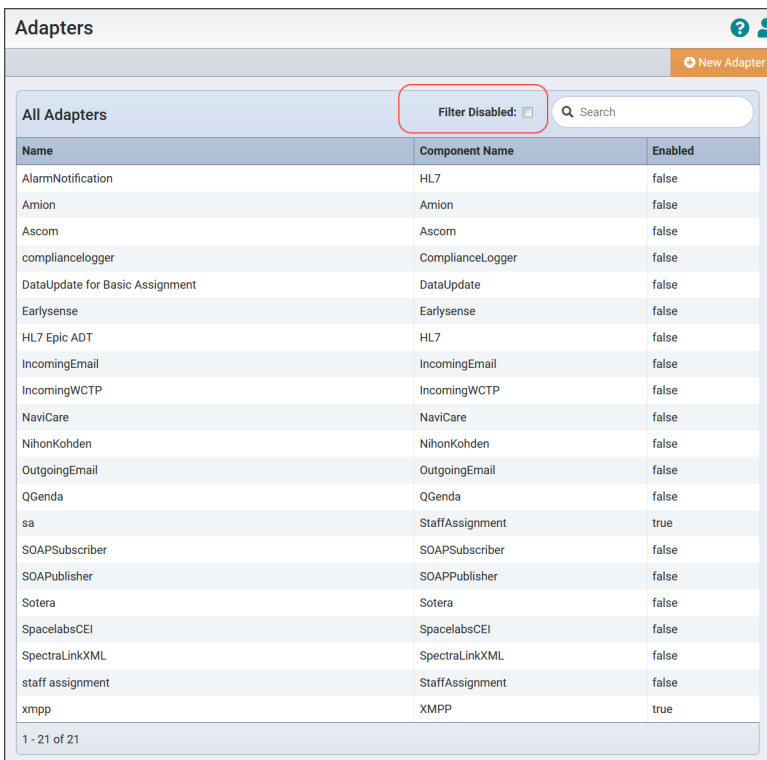 Adapters
?
New Adapter
All Adapters Filter Disabled: Search
Name Component Name Enabled
AlarmNotification HL7 false
Amion Amion false
Ascom Ascom false
compliancelogger ComplianceLogger false
DataUpdate for Basic Assignment DataUpdate false
Earlysense Earlysense false
HL7 Epic ADT HL7 false
IncomingEmail IncomingEmail false
IncomingWCTP IncomingWCTP false
NaviCare NaviCare false
NihonKohden NihonKohden false
OutgoingEmail OutgoingEmail false
QGenda QGenda false
sa StaffAssignment true
SOAPSubscriber SOAPSubscriber false
SOAPublisher SOAPPublisher false
Sotera Sotera false
SpacelabsCEI SpacelabsCEI false
SpectraLinkXML SpectraLinkXML false
staff assignment StaffAssignment false
xmpp XMPP true
1 - 21 of 21